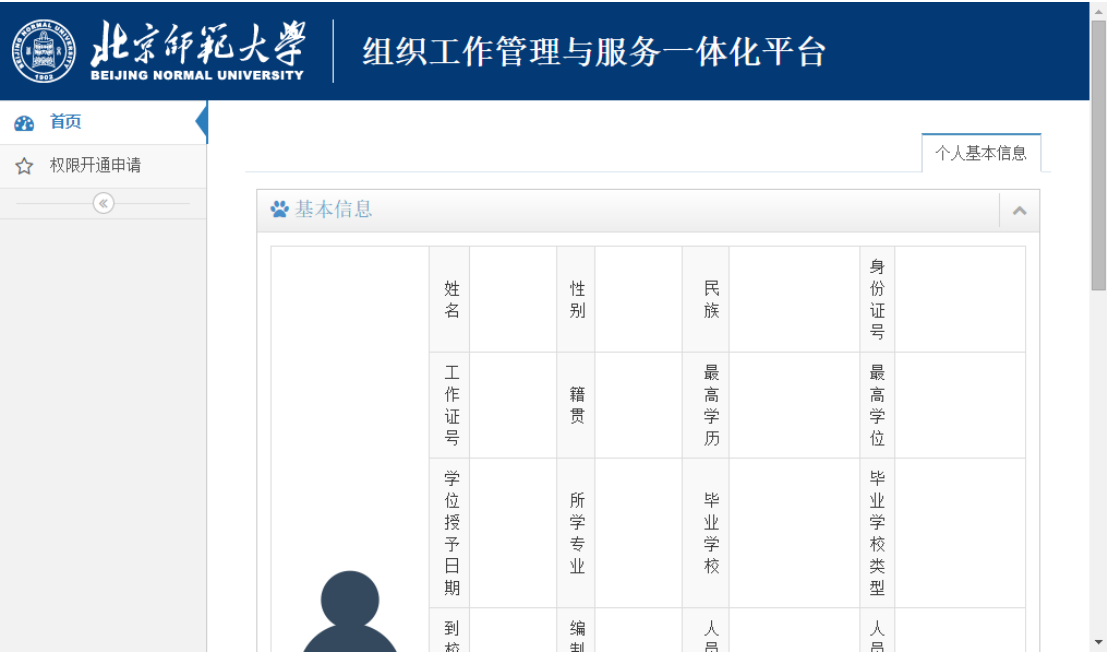 北京师范大学
BEIJING NORMAL UNIVERSITY
组织工作管理与服务一体化平台
BEIJING NORMAL UNIVERSITY
1902
首页
权限开通申请
个人基本信息
基本信息
姓名
性别
民族
身份证号
工作证号
籍贯
最高学历
最高学位
学位授予日期
所学专业
毕业学校
毕业学校类型
到校
编制
人员
人员